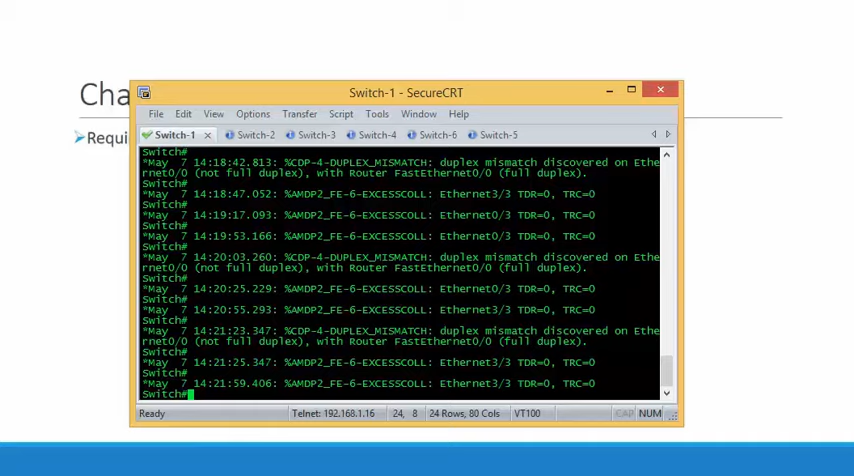 Cha
Requi
Switch-1 - SecureCRT
File Edit View Options Transfer Script Tools Window Help
Switch-1 Switch-2 Switch-3 Switch-4 Switch-6 Switch-5
Switch#
*May 7 14:18:42.813: %CDP-4-DUPLEX_MISMATCH: duplex mismatch discovered on Ethe
rnet0/0 (not full duplex), with Router FastEthernet0/0 (full duplex).
Switch#
*May 7 14:18:47.052: %AMDP2_FE-6-EXCESSCOLL: Ethernet3/3 TDR=0, TRC=0
Switch#
*May 7 14:19:17.093: %AMDP2_FE-6-EXCESSCOLL: Ethernet0/3 TDR=0, TRC=0
Switch#
*May 7 14:19:53.166: %AMDP2_FE-6-EXCESSCOLL: Ethernet0/3 TDR=0, TRC=0
Switch#
*May 7 14:20:03.260: %CDP-4-DUPLEX_MISMATCH: duplex mismatch discovered on Ethe
rnet0/0 (not full duplex), with Router FastEthernet0/0 (full duplex).
Switch#
*May 7 14:20:25.229: %AMDP2_FE-6-EXCESSCOLL: Ethernet3/3 TDR=0, TRC=0
Switch#
*May 7 14:20:55.293: %AMDP2_FE-6-EXCESSCOLL: Ethernet3/3 TDR=0, TRC=0
Switch#
*May 7 14:21:23.347: %CDP-4-DUPLEX_MISMATCH: duplex mismatch discovered on Ethe
rnet0/0 (not full duplex), with Router FastEthernet0/0 (full duplex).
Switch#
*May 7 14:21:25.347: %AMDP2_FE-6-EXCESSCOLL: Ethernet3/3 TDR=0, TRC=0
Switch#
*May 7 14:21:59.406: %AMDP2_FE-6-EXCESSCOLL: Ethernet3/3 TDR=0, TRC=0
Switch#
Ready Telnet: 192.168.1.16 24, 8 24 Rows, 80 Cols VT100 CAP NUM